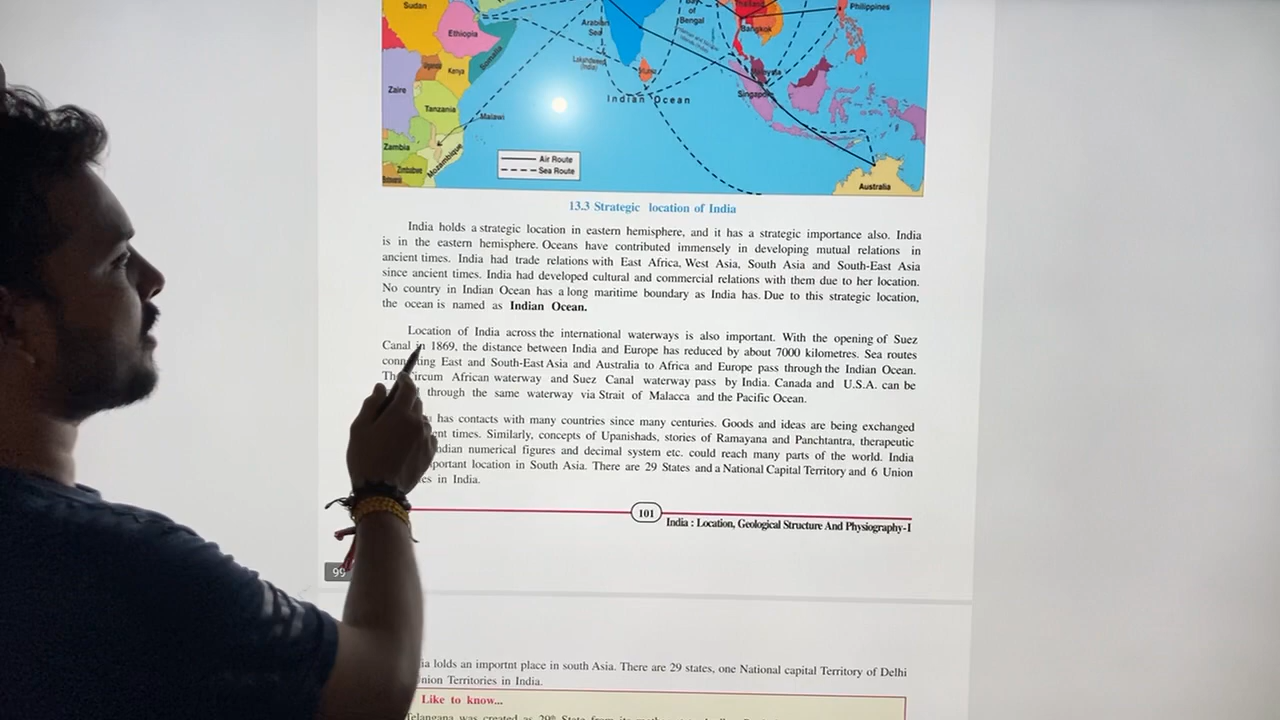 Sudan
Philippines
Thailand
Bay
of
Bengal
Arabian
Sea
Bangkok
Ethiopia
Somalia
Lakshdweep
(India)
Uganda
Kenya
Malaysia
Zaire
Singapore
Indian Ocean
Tanzania
Malawi
Zambia
Mozambique
Zimbabwe
Air Route
Sea Route
Australia
13.3 Strategic location of India
India holds a strategic location in eastern hemisphere, and it has a strategic importance also. India
is in the eastern hemisphere. Oceans have contributed immensely in developing mutual relations in
ancient times. India had trade relations with East Africa, West Asia, South Asia and South-East Asia
since ancient times. India had developed cultural and commercial relations with them due to her location.
No country in Indian Ocean has a long maritime boundary as India has. Due to this strategic location,
the ocean is named as Indian Ocean.
Location of India across the international waterways is also important. With the opening of Suez
Canal in 1869, the distance between India and Europe has reduced by about 7000 kilometres. Sea routes
East and South-East Asia and Australia to Africa and Europe pass through the Indian Ocean.
African waterway and Suez Canal waterway pass by India. Canada and U.S.A. can be
through the same waterway via Strait of Malacca and the Pacific Ocean.
has contacts with many countries since many centuries. Goods and ideas are being exchanged
times. Similarly, concepts of Upanishads, stories of Ramayana and Panchtantra, therapeutic
numerical figures and decimal system etc. could reach many parts of the world. India
location in South Asia. There are 29 States and a National Capital Territory and 6 Union
in India.
101
India : Location, Geological Structure And Physiography-I
99
lolds an importnt place in south Asia. There are 29 states, one National capital Territory of Delhi
Territories in India.
Like to know...
Telangana was created as 29th State from its